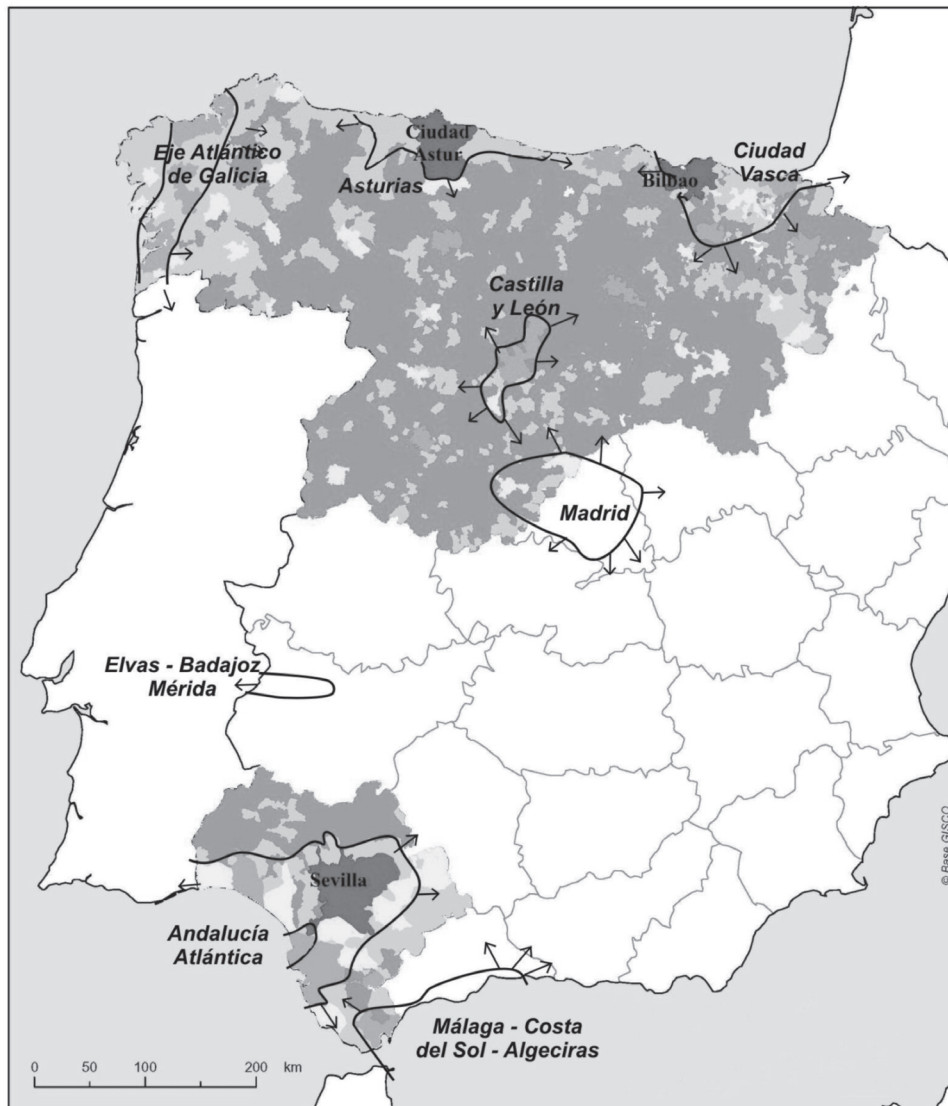 Ciudad
Astur
Eje Atlántico
de Galicia
Asturias
Ciudad
Vasca
Bilbao
Castilla
y León
Madrid
Elvas - Badajoz
Mérida
Sevilla
Andalucía
Atlántica
Málaga - Costa
del Sol - Algeciras
0 50 100 200 km
© Base GISCO